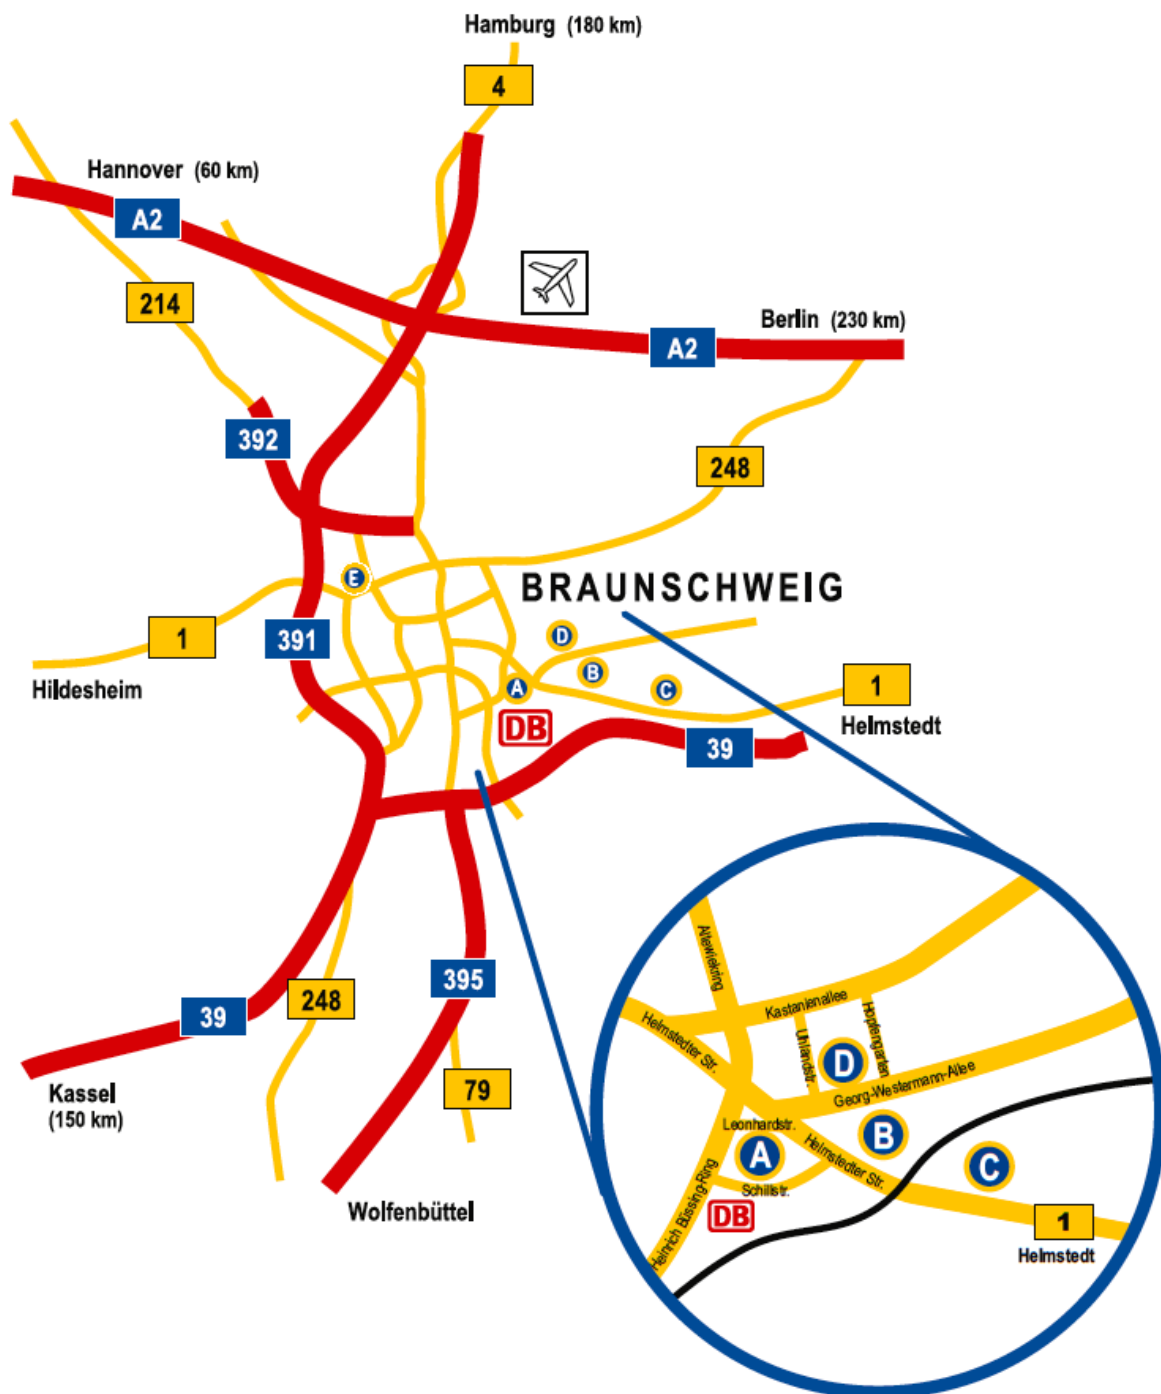 Hamburg (180 km)
4
Hannover (60 km)
A2
214
Berlin (230 km)
A2
392
248
E
BRAUNSCHWEIG
1
391
D
B
A
C
1
Hildesheim
DB
Helmstedt
39
Altewiekring
395
248
39
Kastanienallee
Hopfengarten
Helmstedter Str.
Uhlandstr.
D
Kassel
(150 km)
79
Georg-Westermann-Allee
Leonhardstr.
B
A
Helmstedter Str.
C
Schillstr.
Heinrich Büssing-Ring
DB
Wolfenbüttel
1
Helmstedt